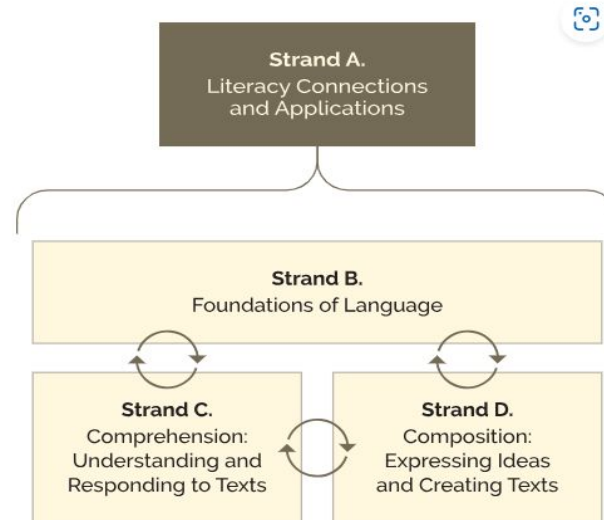 Strand A.
Literacy Connections
and Applications
Strand B.
Foundations of Language
Strand C.
Comprehension:
Understanding and
Responding to Texts
Strand D.
Composition:
Expressing Ideas
and Creating Texts